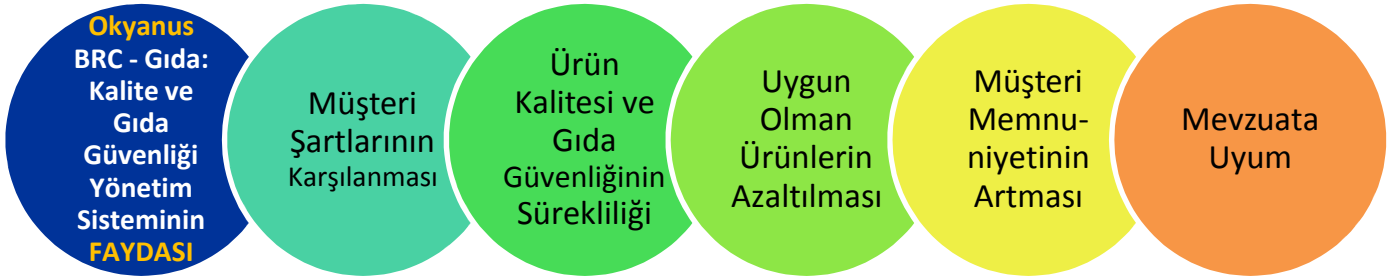 Okyanus
BRC - Gıda:
Kalite ve
Gıda
Güvenliği
Yönetim
Sisteminin
FAYDASI
Müşteri
Şartlarının
Karşılanması
Ürün
Kalitesi ve
Gıda
Güvenliğinin
Sürekliliği
Uygun
Olman
Ürünlerin
Azaltılması
Müşteri
Memnu-
niyetinin
Artması
Mevzuata
Uyum